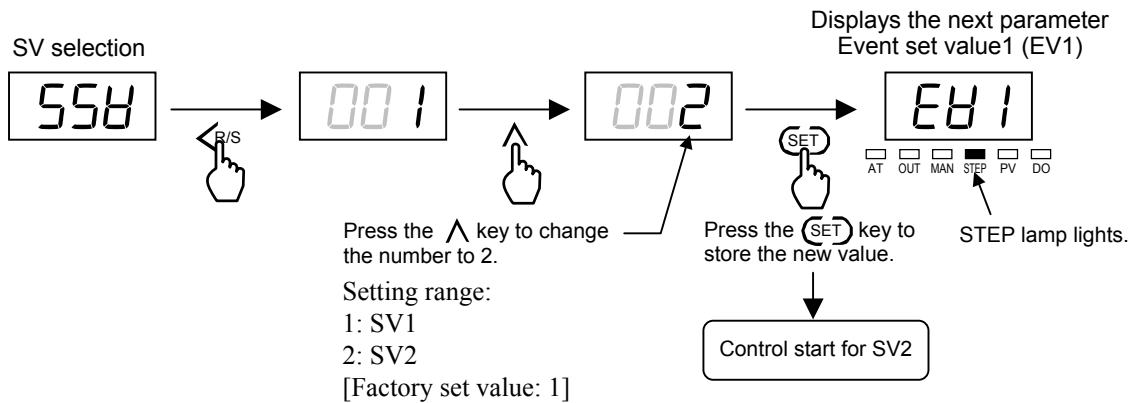 Displays the next parameter
SV selection
Event set value1 (EV1)
SSV
001
002
EV1
R/S
SET
AT OUT MAN STEP PV DO
Press the ∧ key to change
the number to 2.
Press the SET key to
store the new value.
STEP lamp lights.
Setting range:
1: SV1
2: SV2
[Factory set value: 1]
Control start for SV2